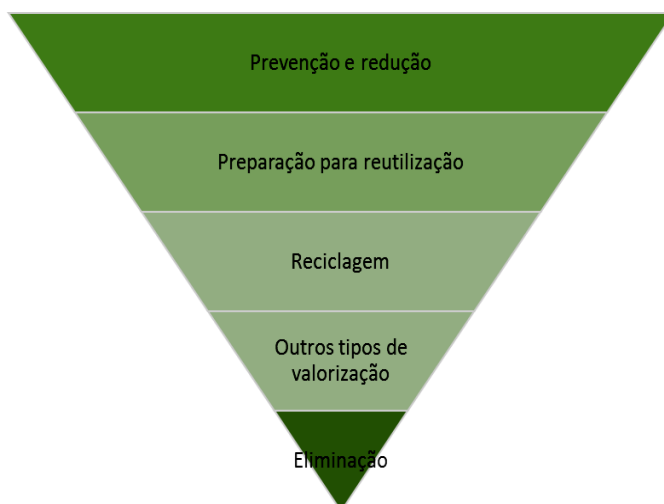 Prevenção e redução
Preparação para reutilização
Reciclagem
Outros tipos de
valorização
Eliminação